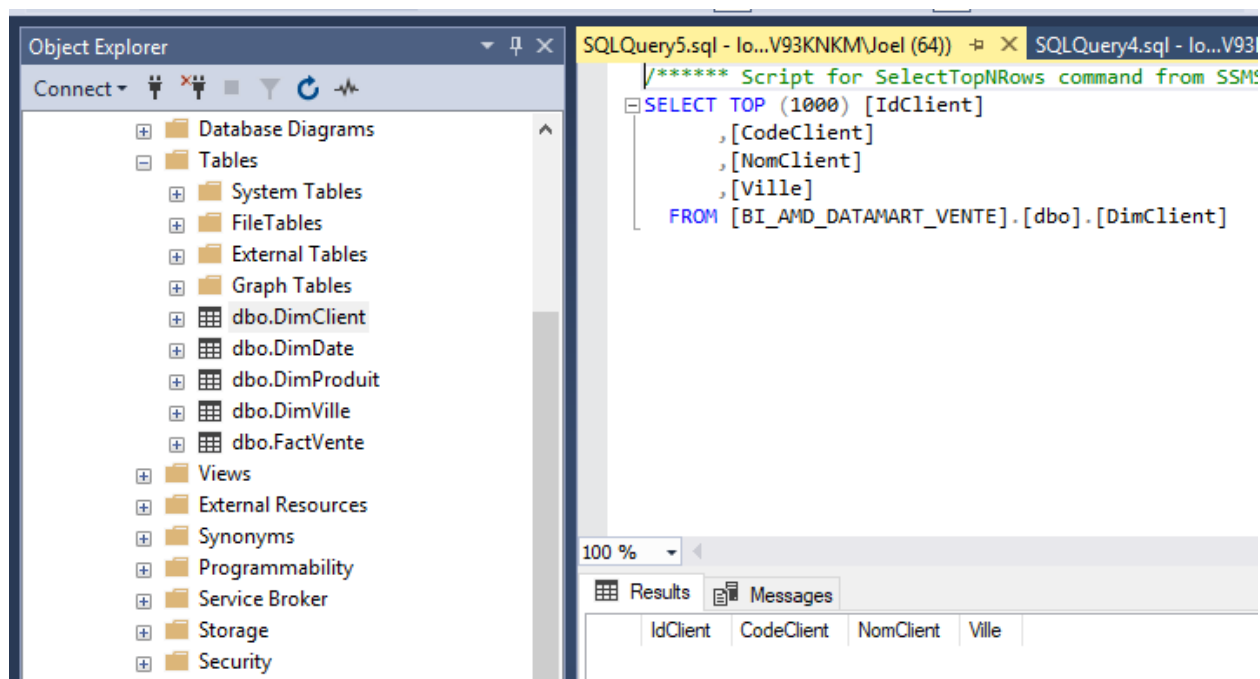 Object Explorer
Connect
Database Diagrams
Tables
System Tables
FileTables
External Tables
Graph Tables
dbo.DimClient
dbo.DimDate
dbo.DimProduit
dbo.DimVille
dbo.FactVente
Views
External Resources
Synonyms
Programmability
Service Broker
Storage
Security
SQLQuery5.sql - lo...V93KNKM\Joel (64)) SQLQuery4.sql - lo...V93
/****** Script for SelectTopNRows command from SSMS
SELECT TOP (1000) [IdClient]
,[CodeClient]
,[NomClient]
,[Ville]
FROM [BI_AMD_DATAMART_VENTE].[dbo].[DimClient]
100 %
Results Messages
IdClient CodeClient NomClient Ville